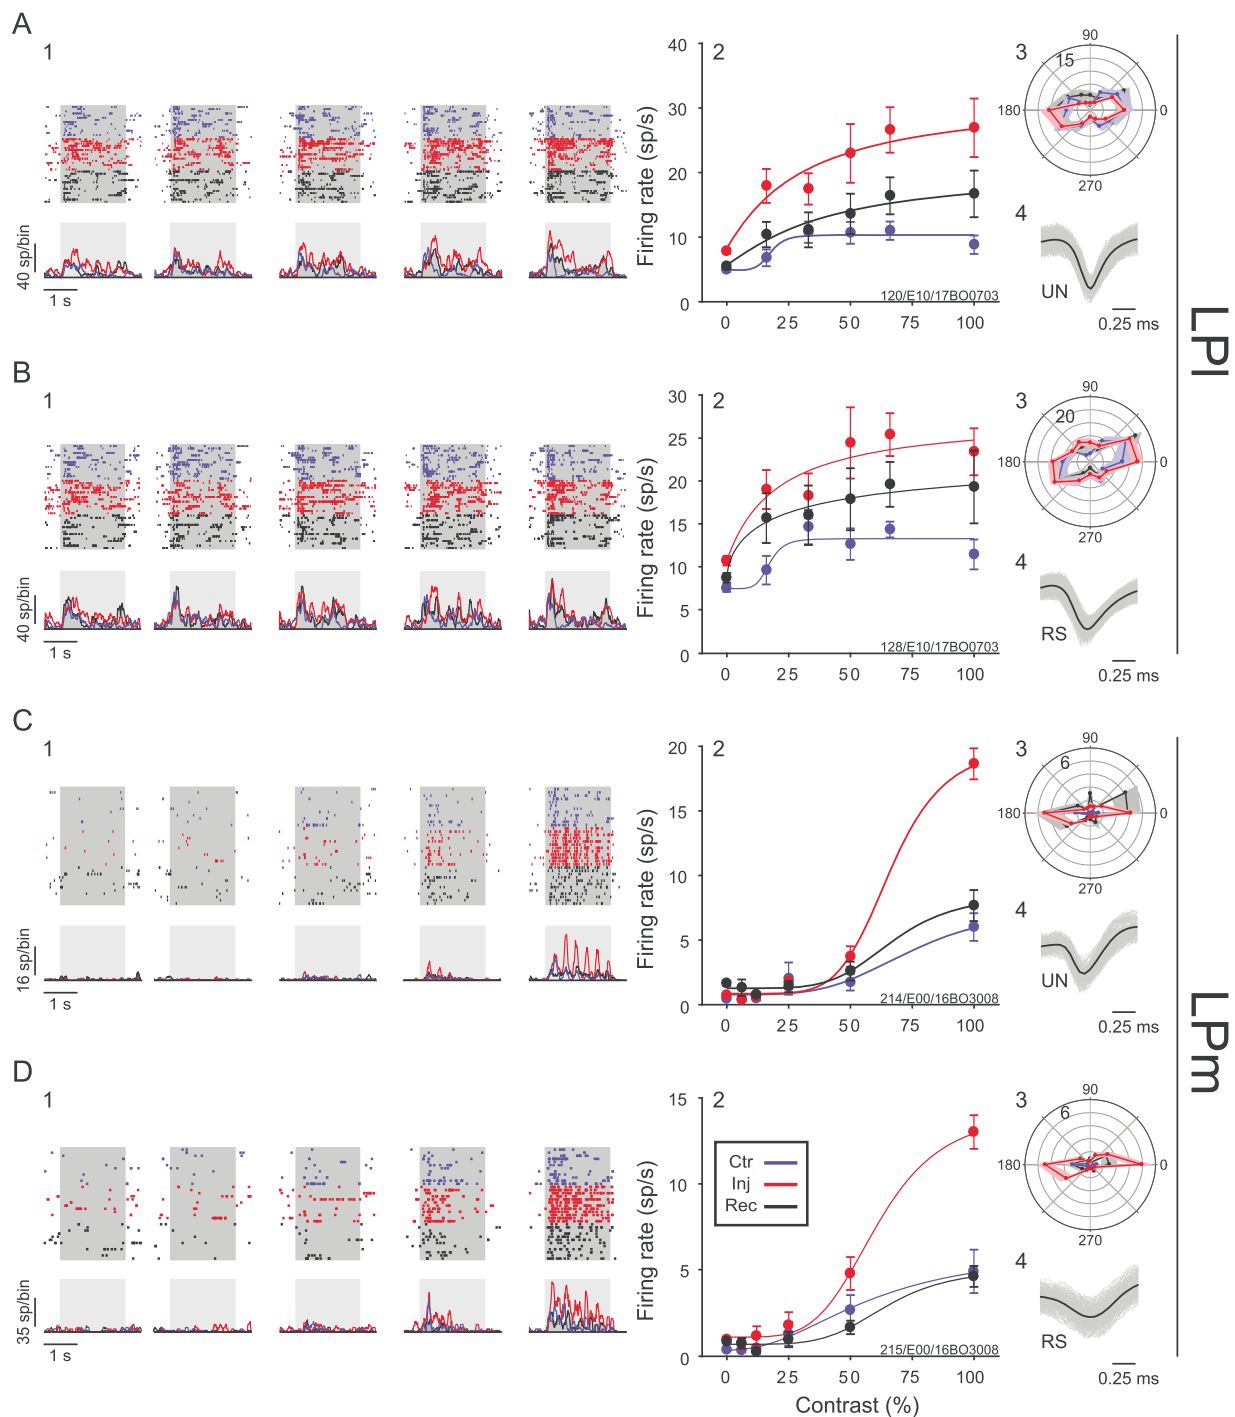 A
1
40 sp/bin
1 s
2
Firing rate (sp/s)
40
30
20
10
0
0 25 50 75 100
120/E10/17BO0703
3
90
15
180
0
270
4
UN
0.25 ms
B
1
40 sp/bin
1 s
2
Firing rate (sp/s)
30
25
20
15
10
5
0
0 25 50 75 100
128/E10/17BO0703
3
90
20
180
0
270
4
RS
0.25 ms
LPl
C
1
16 sp/bin
1 s
2
Firing rate (sp/s)
20
15
10
5
0
0 25 50 75 100
214/E00/16BO3008
3
90
6
180
0
270
4
UN
0.25 ms
D
1
35 sp/bin
1 s
2
Firing rate (sp/s)
15
10
5
0
Ctr
Inj
Rec
0 25 50 75 100
215/E00/16BO3008
Contrast (%)
3
90
6
180
0
270
4
RS
0.25 ms
LPm